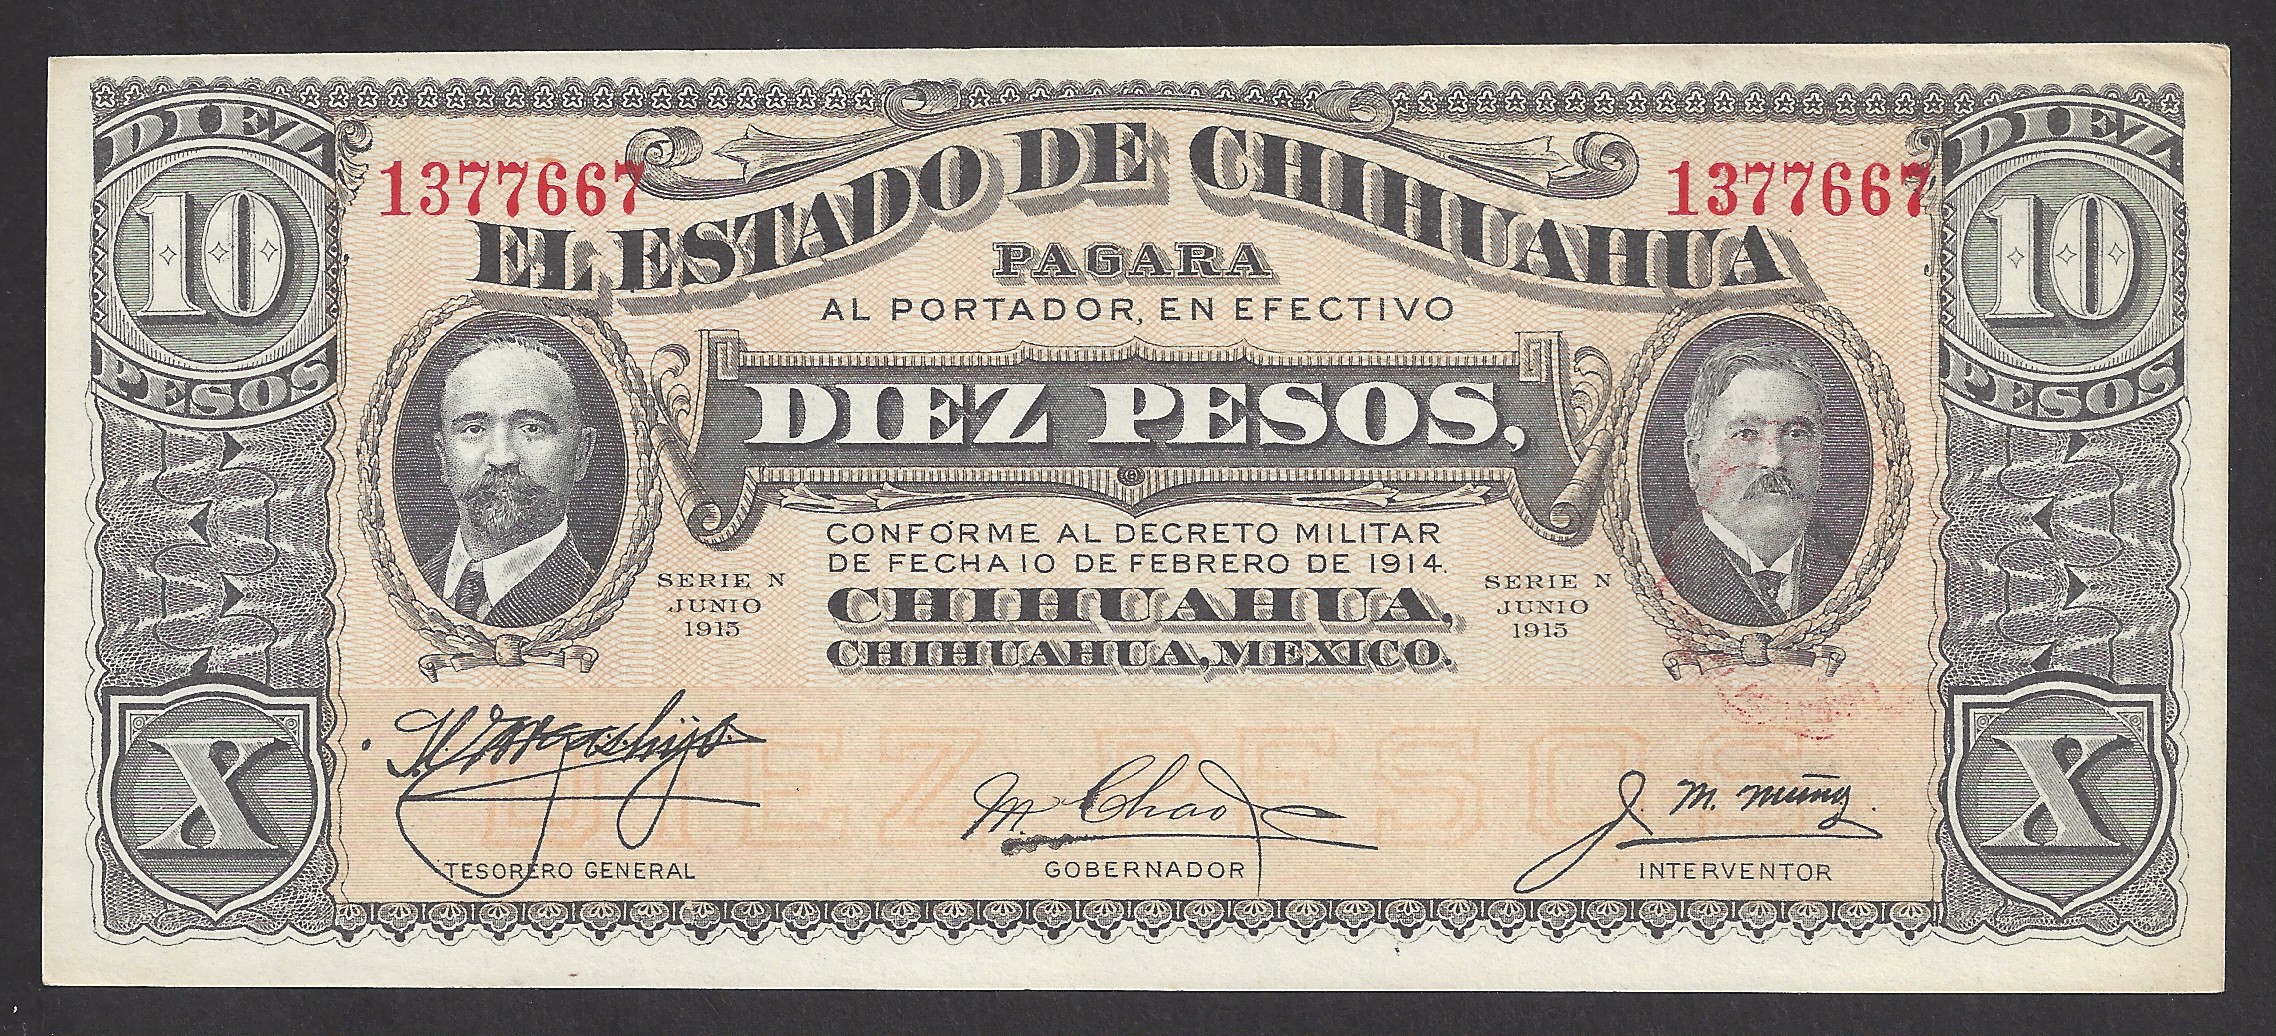 DIEZ
10
PESOS
1377667
EL ESTADO DE CHIHUAHUA
1377667
DIEZ
10
PESOS
PAGARA
AL PORTADOR, EN EFECTIVO
DIEZ PESOS,
CONFORME AL DECRETO MILITAR
DE FECHA 10 DE FEBRERO DE 1914.
CHIHUAHUA,
CHIHUAHUA, MEXICO.
SERIE N
JUNIO
1915
SERIE N
JUNIO
1915
DIEZ PESOS
X
M. Chao
J. M. Muñoz.
X
TESORERO GENERAL
GOBERNADOR
INTERVENTOR